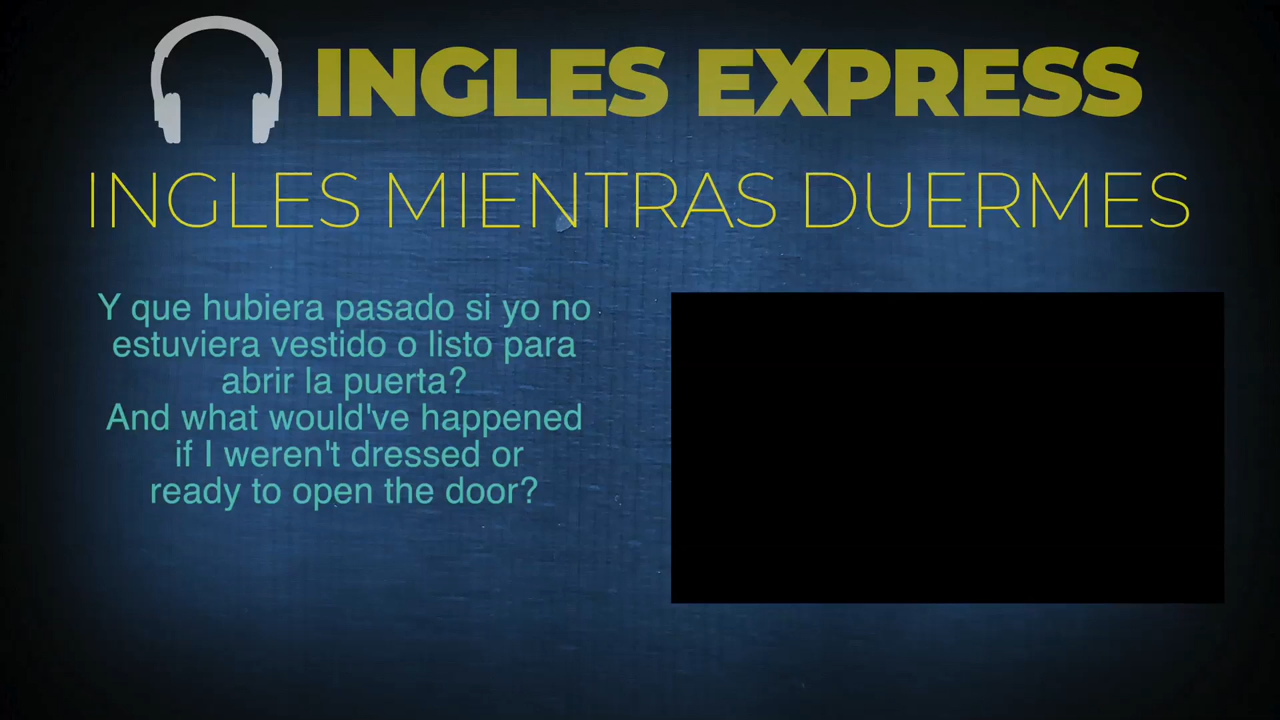 INGLES EXPRESS
INGLES MIENTRAS DUERMES
Y que hubiera pasado si yo no
estuviera vestido o listo para
abrir la puerta?
And what would've happened
if I weren't dressed or
ready to open the door?